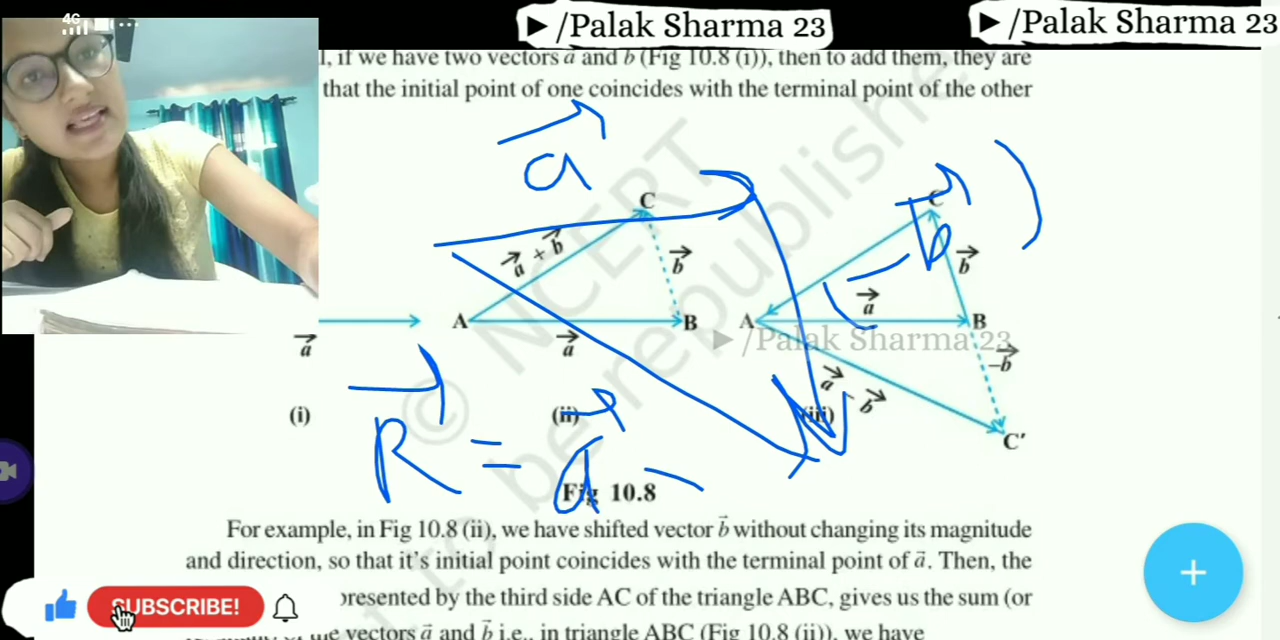 4G
▶ /Palak Sharma 23
▶ /Palak Sharma 23
l, if we have two vectors a⃗ and b⃗ (Fig 10.8 (i)), then to add them, they are
that the initial point of one coincides with the terminal point of the other
a⃗
C
a⃗ + b⃗
b⃗
A
B
a⃗
C
-b⃗
b⃗
a⃗
A
B
▶ /Palak Sharma 23
-b⃗
a⃗ - b⃗
C'
a⃗
(i)
(ii)
(iii)
R⃗ = a⃗ -
Fig 10.8
© NCERT
be republishe
For example, in Fig 10.8 (ii), we have shifted vector b⃗ without changing its magnitude
and direction, so that it's initial point coincides with the terminal point of a⃗. Then, the
presented by the third side AC of the triangle ABC, gives us the sum (or
vectors a⃗ and b⃗ i.e., in triangle ABC (Fig 10.8 (ii)), we have
SUBSCRIBE!